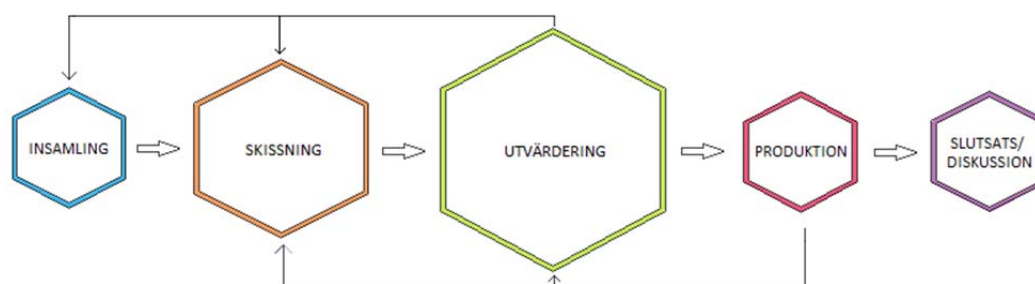 INSAMLING
SKISSNING
UTVÄRDERING
PRODUKTION
SLUTSATS/
DISKUSSION